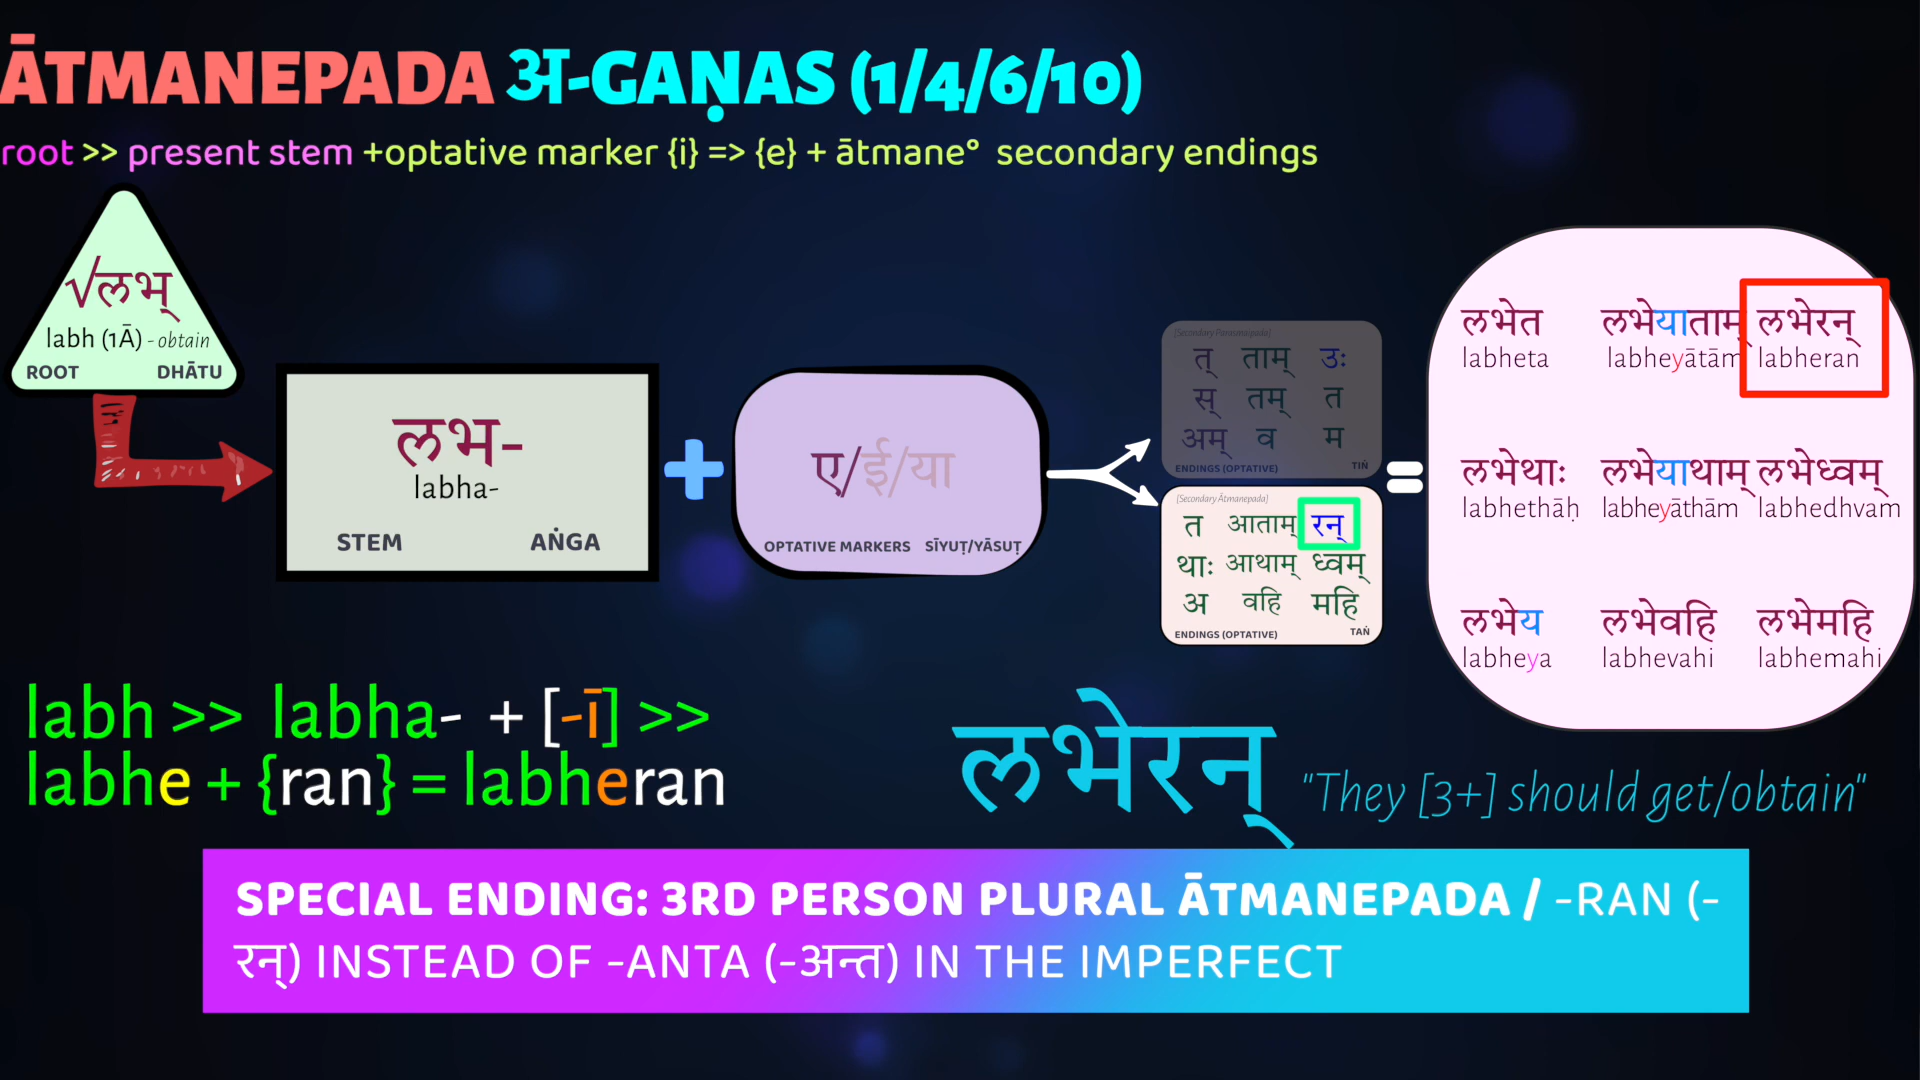 ĀTMANEPADA अ-GAṆAS (1/4/6/10)
root >> present stem +optative marker {i} => {e} + ātmane° secondary endings
√लभ्
labh (1Ā) - obtain
ROOT DHĀTU
लभ-
labha-
STEM AṄGA
ए/ई/या
OPTATIVE MARKERS SĪYUṬ/YĀSUṬ
(Secondary Parasmaipada)
त् ताम् उः
स् तम् त
अम् व म
ENDINGS (OPTATIVE) TIṄ
(Secondary Ātmanepada)
त आताम् रन्
थाः आथाम् ध्वम्
अ वहि महि
ENDINGS (OPTATIVE) TAṄ
लभेत लभेयाताम् लभेरन्
labheta labheyātām labheran
लभेथाः लभेयाथाम् लभेध्वम्
labhethāḥ labheyāthām labhedhvam
लभेय लभेवहि लभेमहि
labheya labhevahi labhemahi
labh >> labha- + [-ī] >>
labhe + {ran} = labheran
लभेरन् "They [3+] should get/obtain"
SPECIAL ENDING: 3RD PERSON PLURAL ĀTMANEPADA / -RAN (-
रन्) INSTEAD OF -ANTA (-अन्त) IN THE IMPERFECT